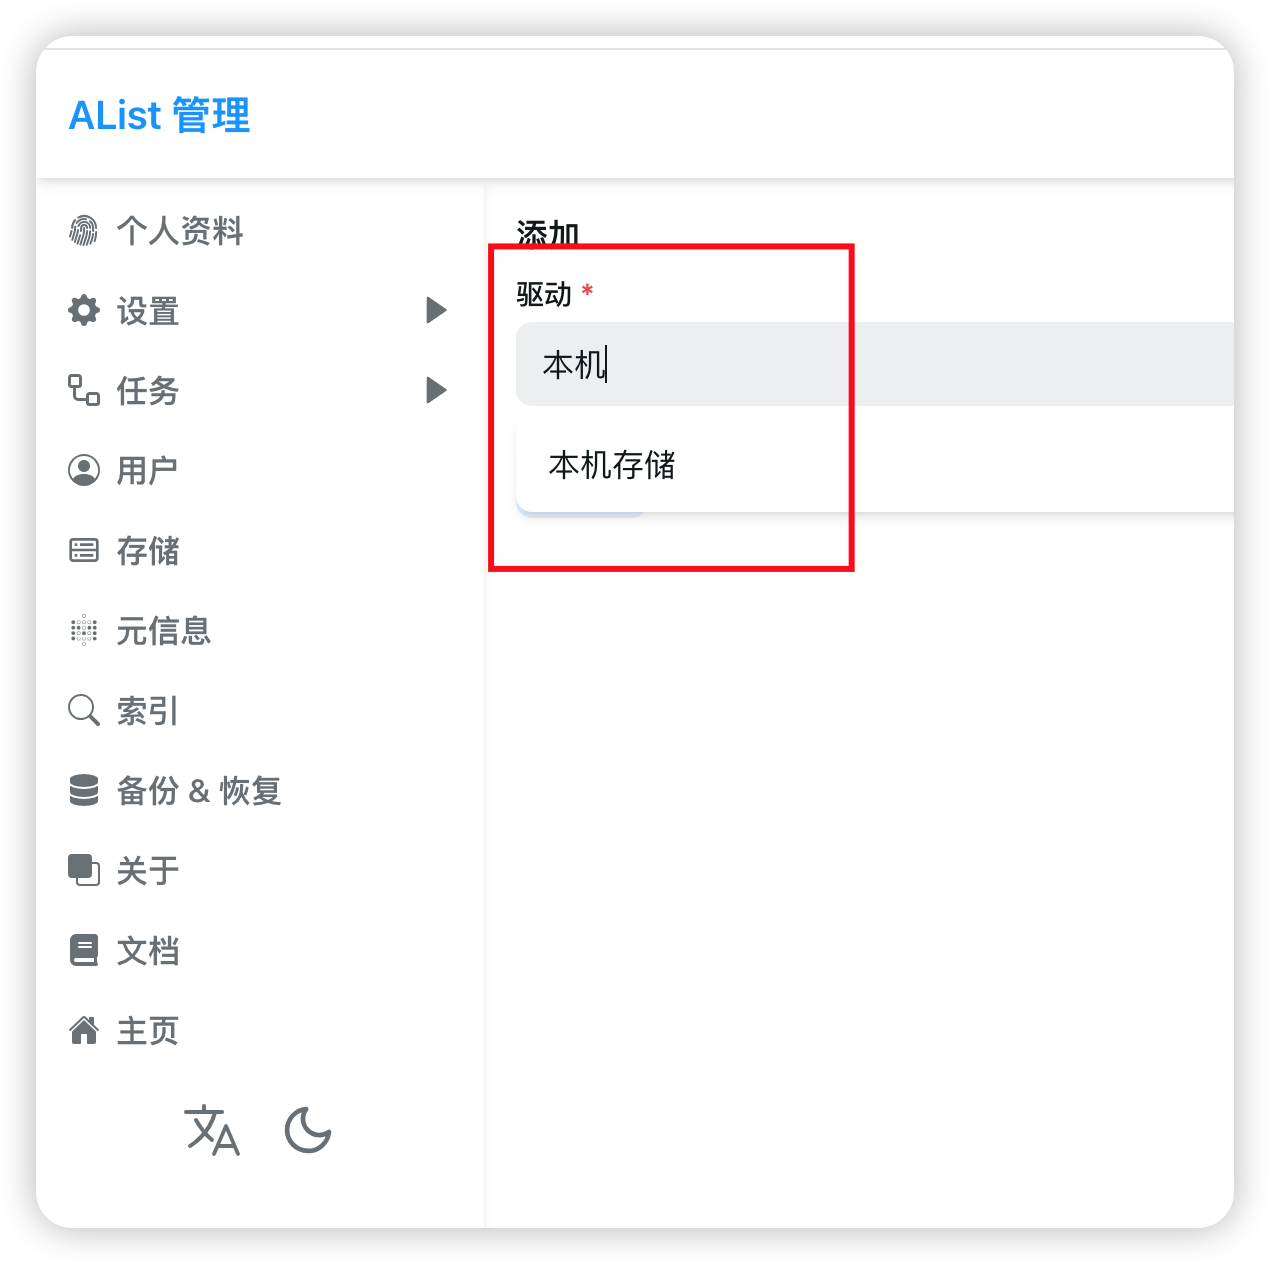 AList 管理
个人资料
设置
任务
用户
存储
元信息
索引
备份 & 恢复
关于
文档
主页
添加
驱动 *
本机
本机存储